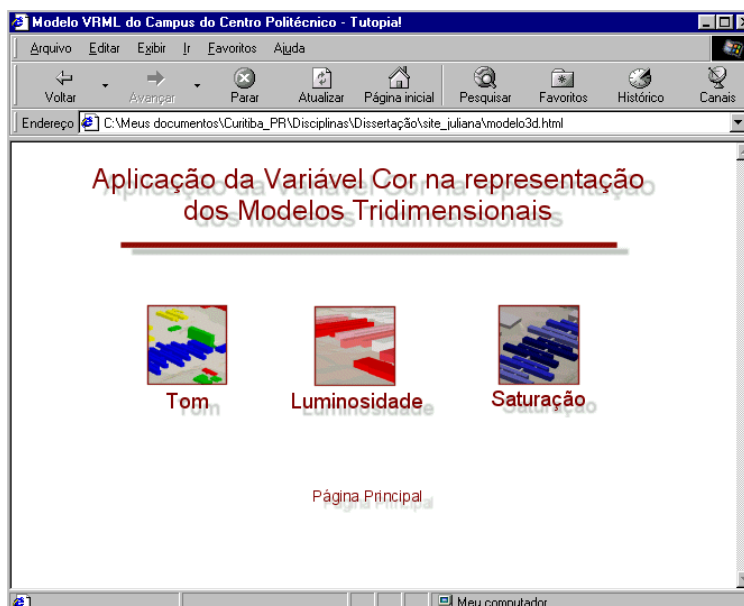 Modelo VRML do Campus do Centro Politécnico - Tutopia!
Arquivo Editar Exibir Ir Favoritos Ajuda
Voltar Avançar Parar Atualizar Página inicial Pesquisar Favoritos Histórico Canais
Endereço C:\Meus documentos\Curitiba_PR\Disciplinas\Dissertação\site_juliana\modelo3d.html
Aplicação da Variável Cor na representação
dos Modelos Tridimensionais
Tom Luminosidade Saturação
Página Principal
Meu computador